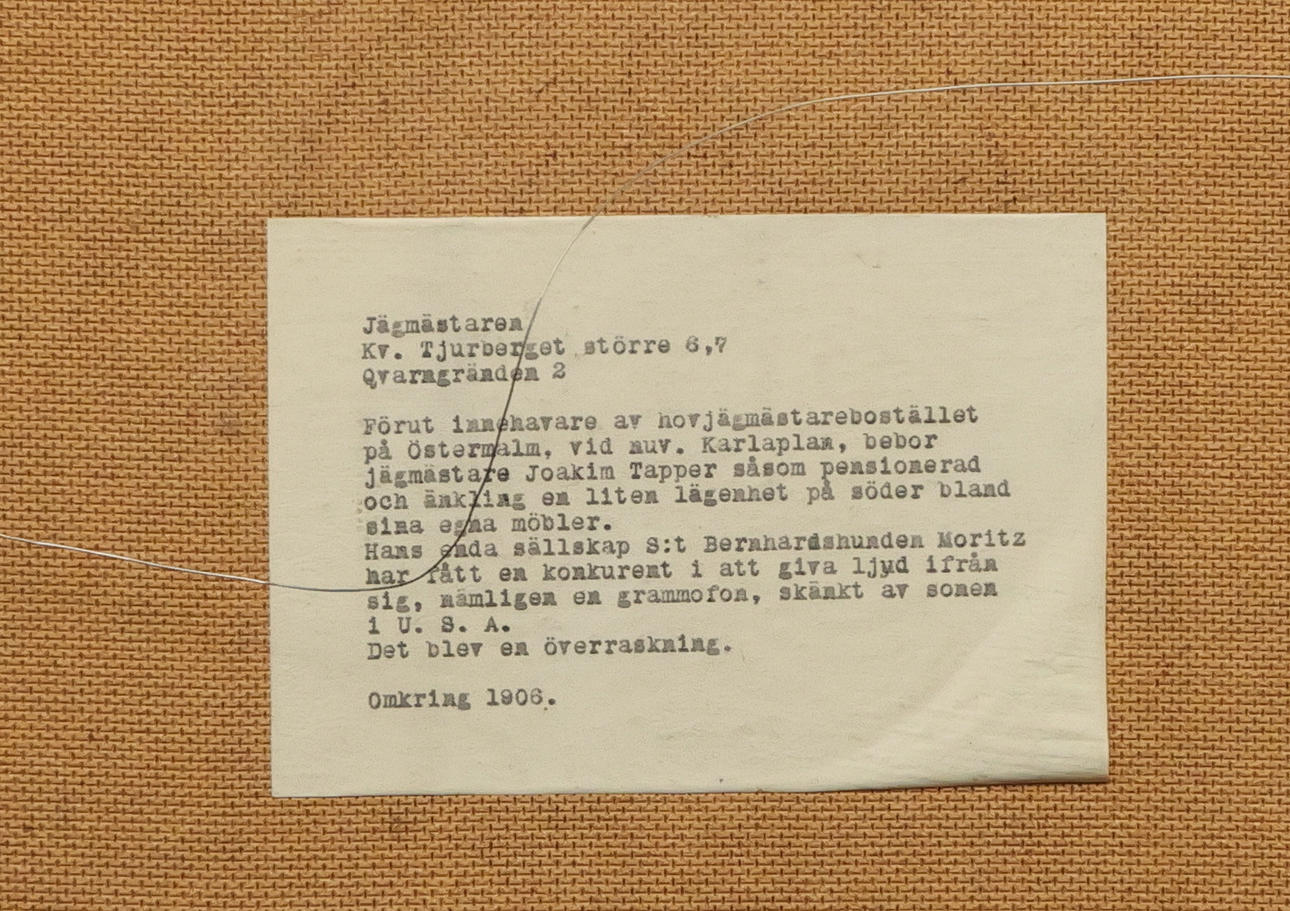 Jägmästaren
Kv. Tjurberget större 6,7
Qvarngränden 2
Förut innehavare av hovjägmästarebostället
på Östermalm, vid nuv. Karlaplan, bebor
jägmästare Joakim Tapper såsom pensionerad
och änkling en liten lägenhet på söder bland
sina egna möbler.
Hans enda sällskap S:t Bernhardshunden Moritz
har fått en konkurent i att giva ljud ifrån
sig, nämligen en grammofon, skänkt av sonen
i U. S. A.
Det blev en överraskning.
Omkring 1906.